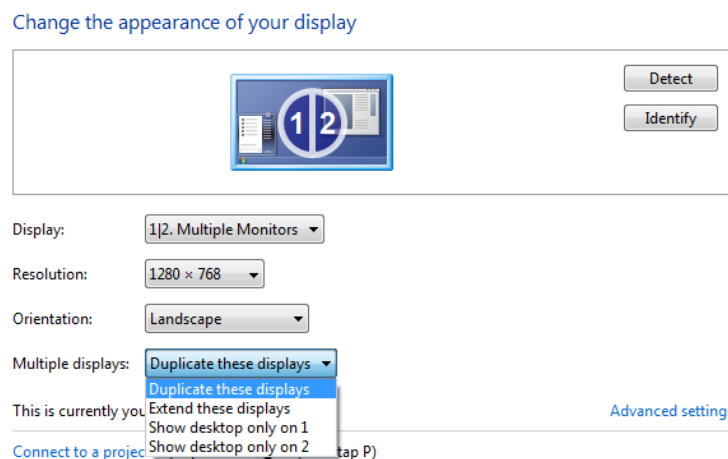 Change the appearance of your display
1 2
Detect
Identify
Display: 1|2. Multiple Monitors
Resolution: 1280 × 768
Orientation: Landscape
Multiple displays: Duplicate these displays
Duplicate these displays
This is currently you Extend these displays Advanced setting
Show desktop only on 1
Connect to a projec Show desktop only on 2 tap P)